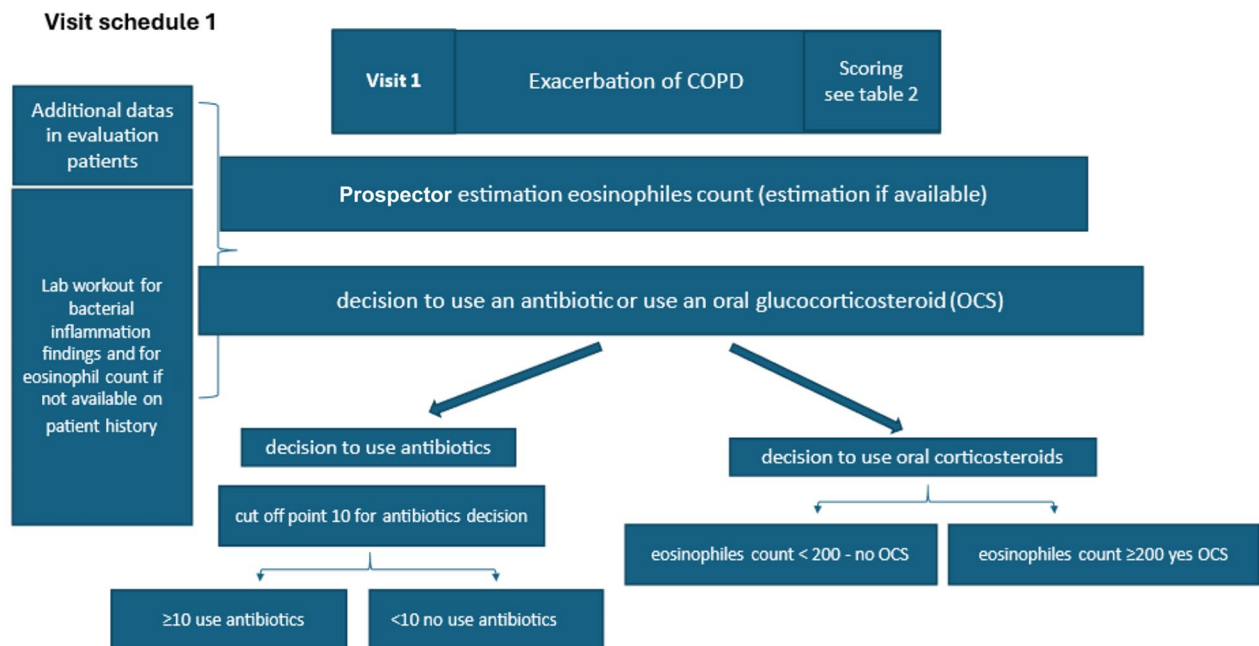 Visit schedule 1
Visit 1
Exacerbation of COPD
Scoring
see table 2
Additional datas
in evaluation
patients
Prospector estimation eosinophiles count (estimation if available)
Lab workout for
bacterial
inflammation
findings and for
eosinophil count if
not available on
patient history
decision to use an antibiotic or use an oral glucocorticosteroid (OCS)
decision to use antibiotics
decision to use oral corticosteroids
cut off point 10 for antibiotics decision
eosinophiles count < 200 - no OCS
eosinophiles count ≥200 yes OCS
≥10 use antibiotics
<10 no use antibiotics